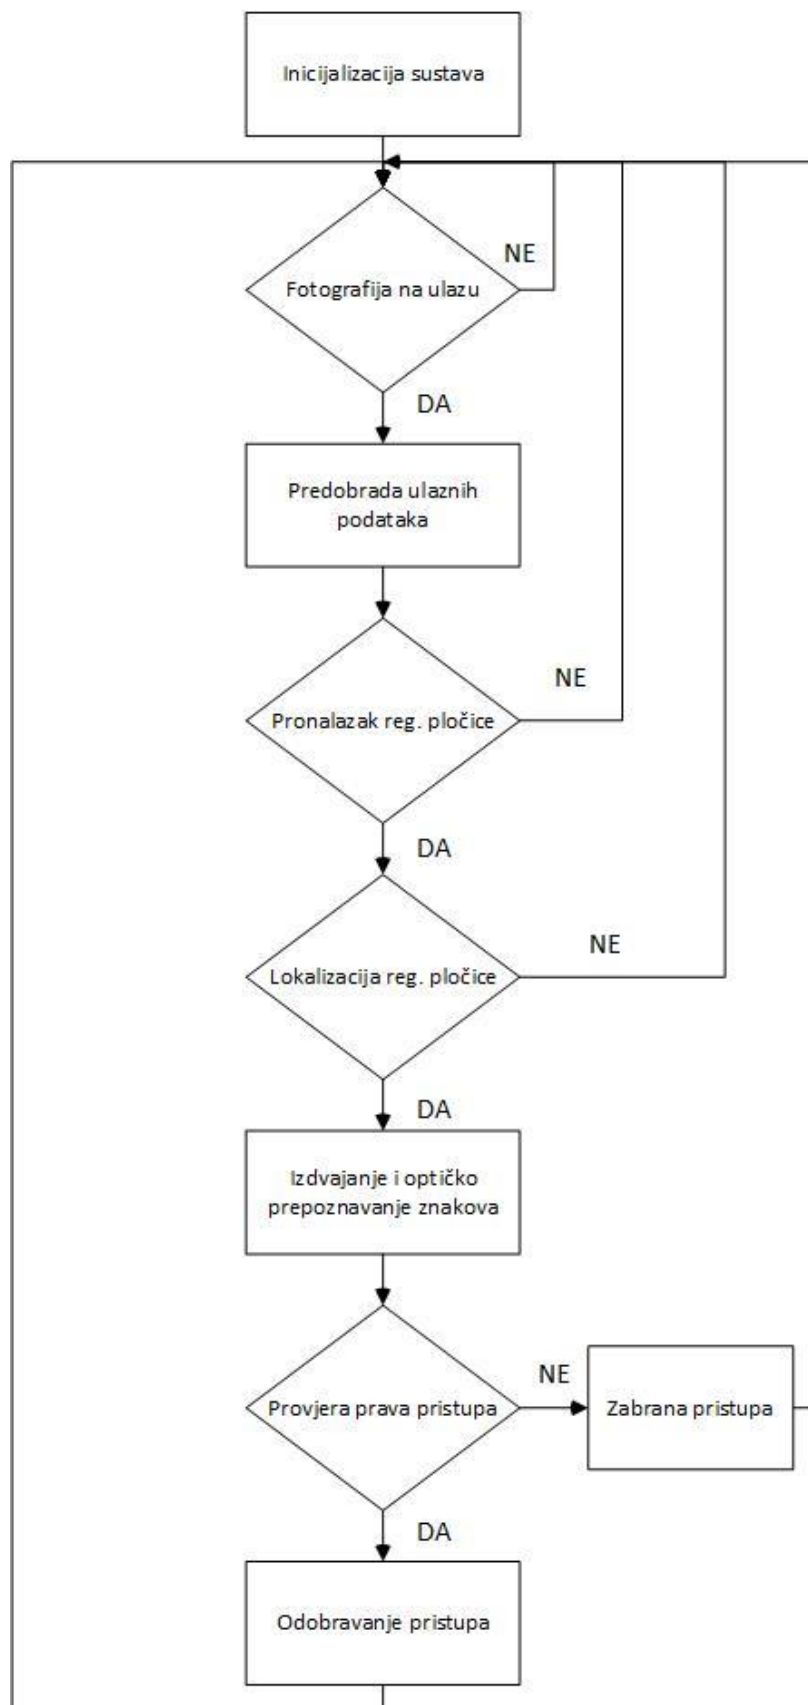 Inicijalizacija sustava
NE
Fotografija na ulazu
DA
Predobrada ulaznih
podataka
NE
Pronalazak reg. pločice
DA
NE
Lokalizacija reg. pločice
DA
Izdvajanje i optičko
prepoznavanje znakova
NE
Provjera prava pristupa
Zabrana pristupa
DA
Odobravanje pristupa